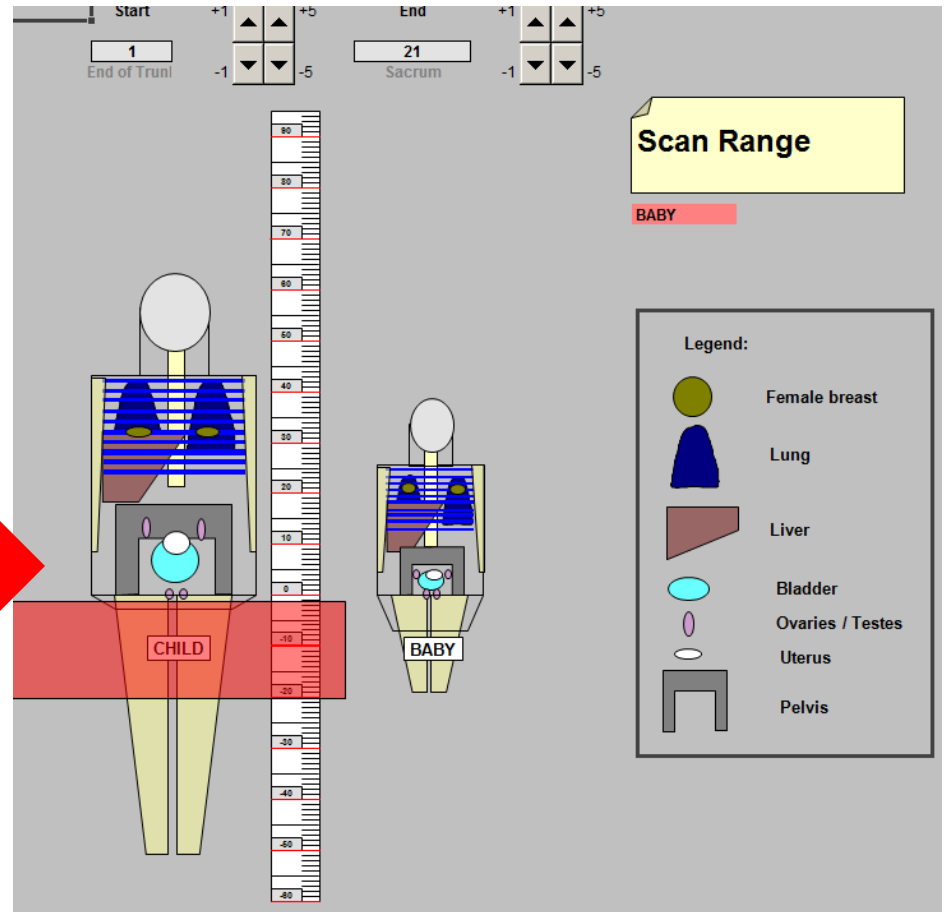 Start +1 +5 End +1 +5
1 21
End of Trunl -1 -5 Sacrum -1 -5
Scan Range
BABY
90
80
70
60
50
40
30
20
10
0
-10
-20
-30
-40
-50
-60
CHILD
BABY
Legend:
Female breast
Lung
Liver
Bladder
Ovaries / Testes
Uterus
Pelvis